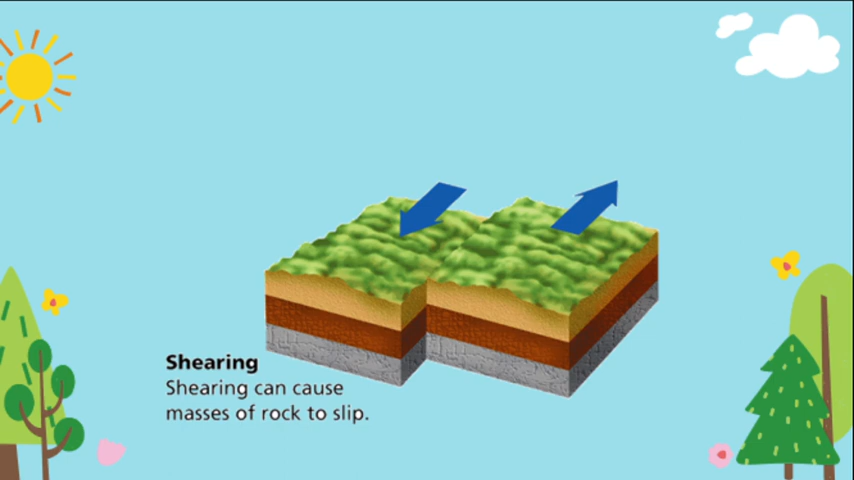 Shearing
Shearing can cause
masses of rock to slip.